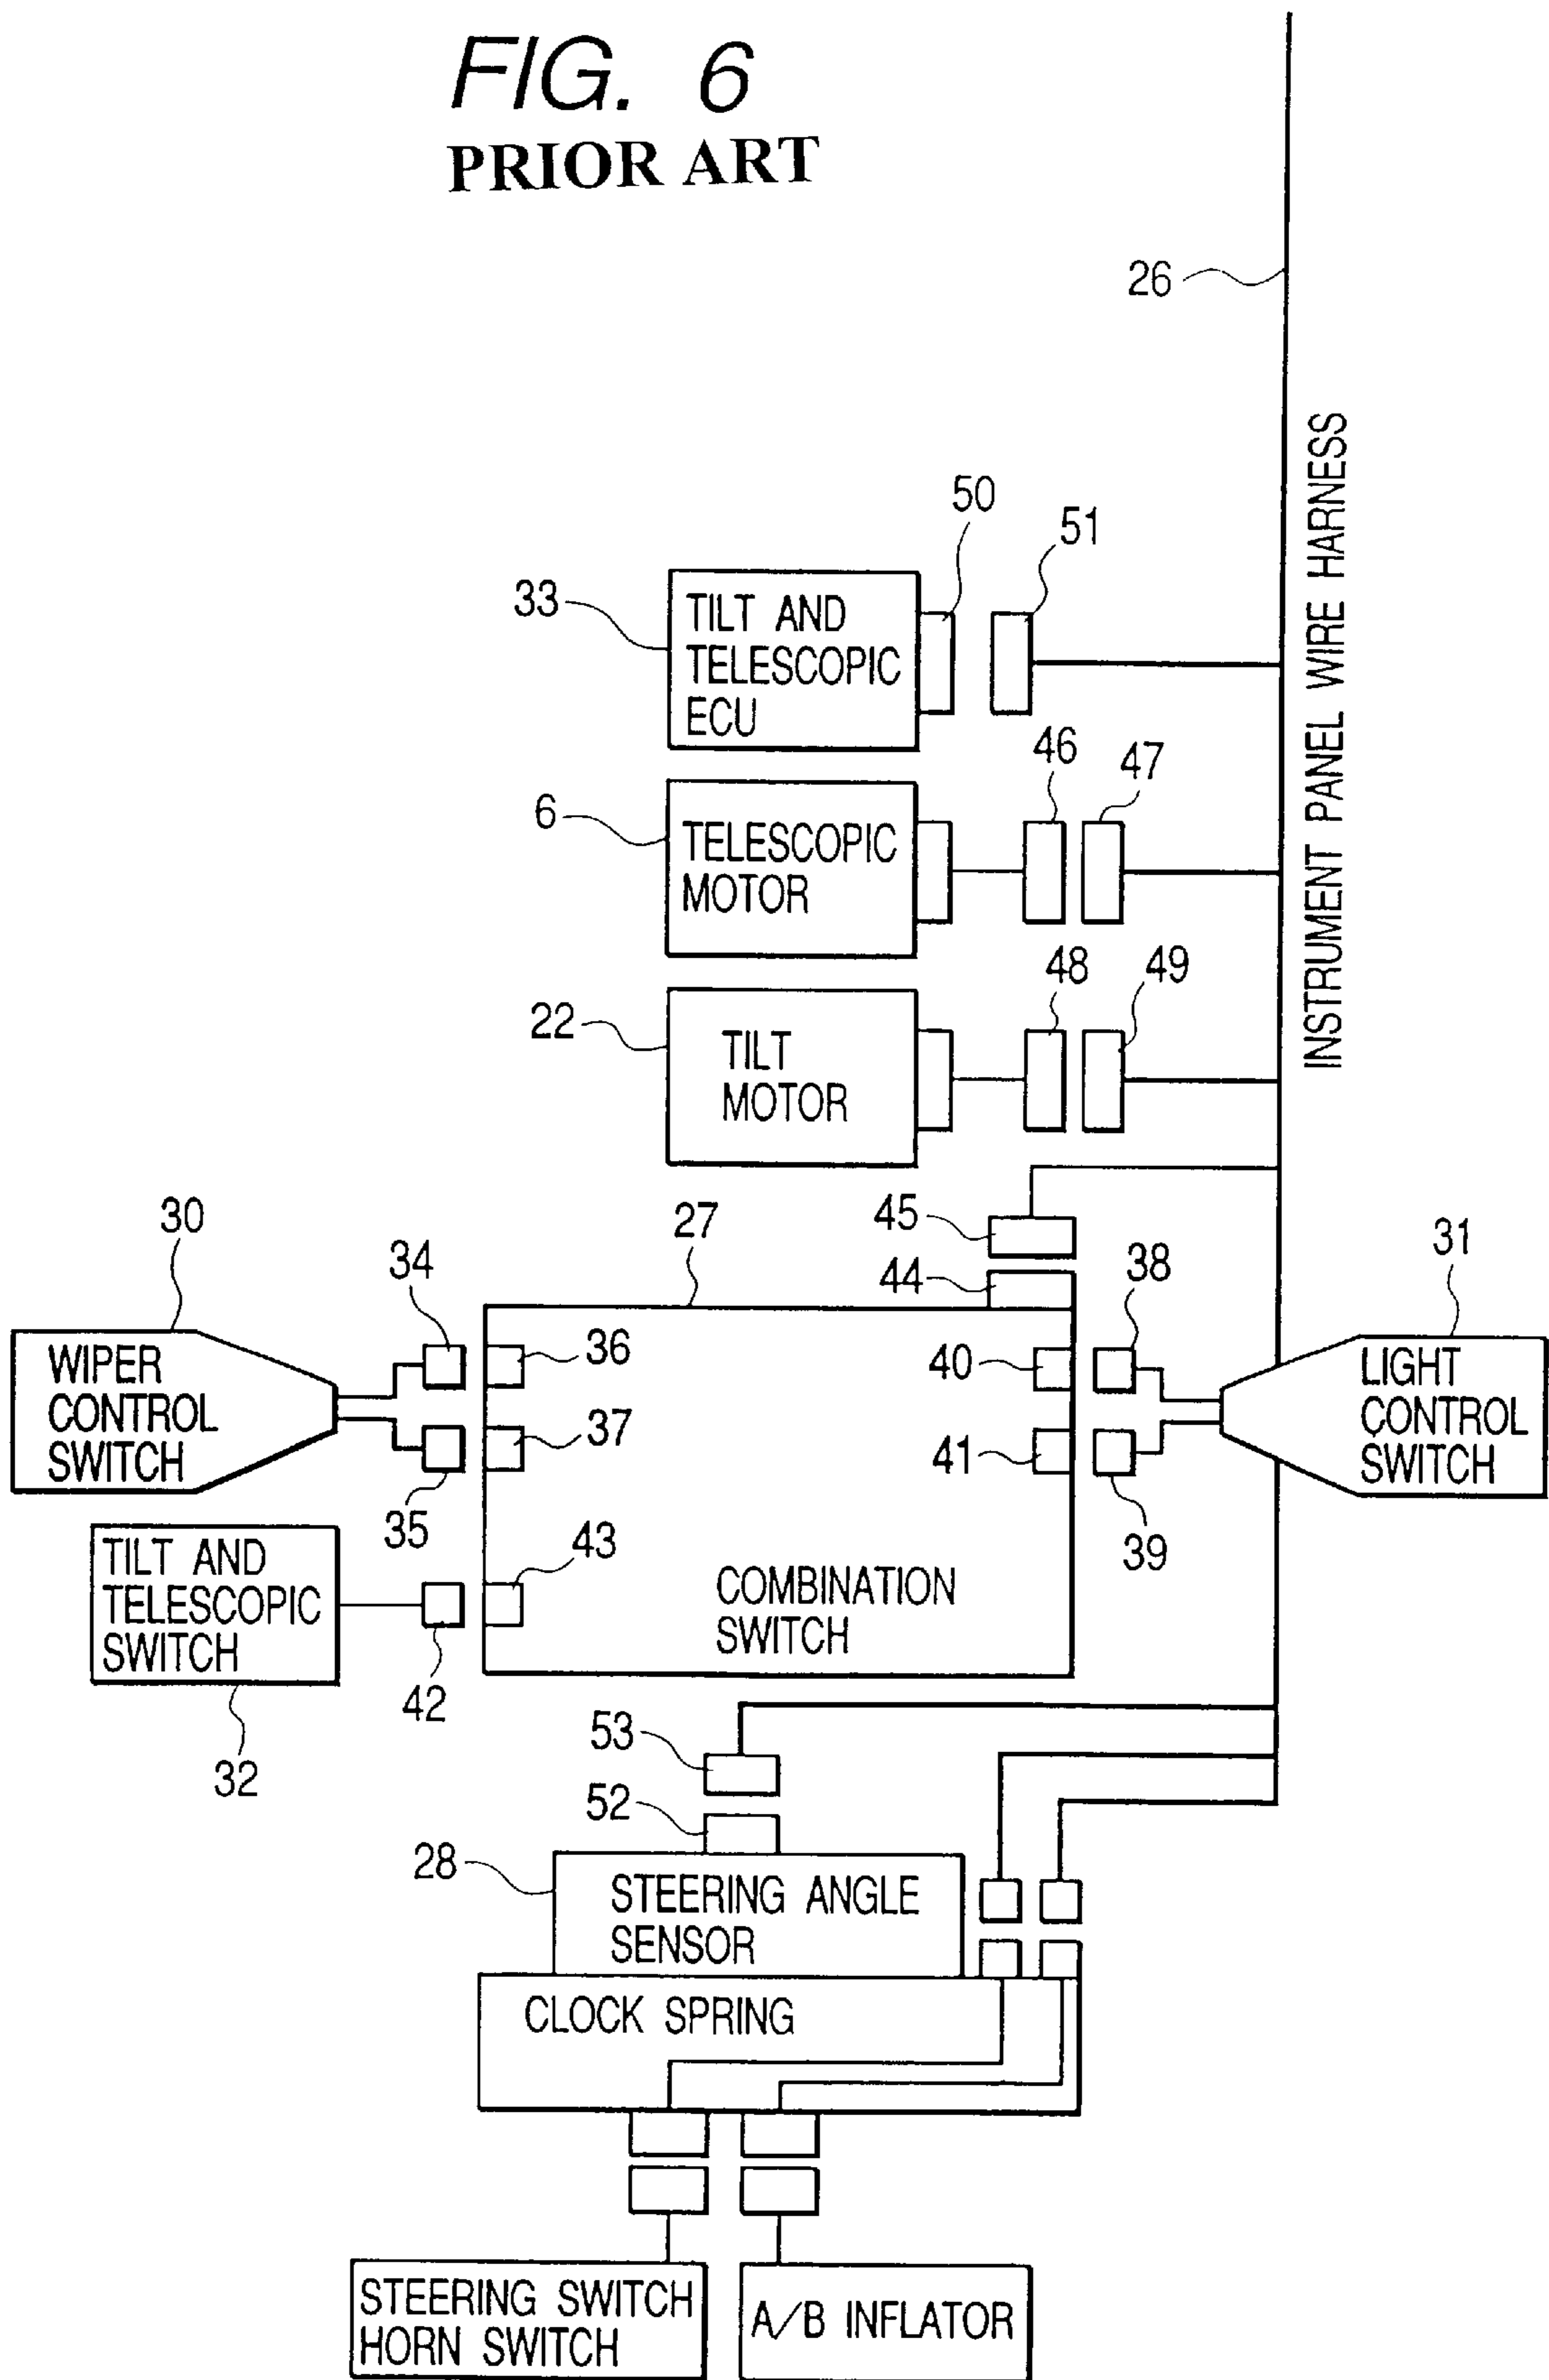 FIG. 6
PRIOR ART
26
INSTRUMENT PANEL WIRE HARNESS
50
51
33
TILT AND
TELESCOPIC
ECU
46
47
6
TELESCOPIC
MOTOR
48
49
22
TILT
MOTOR
30
34
27
45
44
38
31
WIPER
CONTROL
SWITCH
36
37
40
41
LIGHT
CONTROL
SWITCH
35
39
43
TILT AND
TELESCOPIC
SWITCH
COMBINATION
SWITCH
42
32
53
52
28
STEERING ANGLE
SENSOR
CLOCK SPRING
STEERING SWITCH
HORN SWITCH
A/B INFLATOR